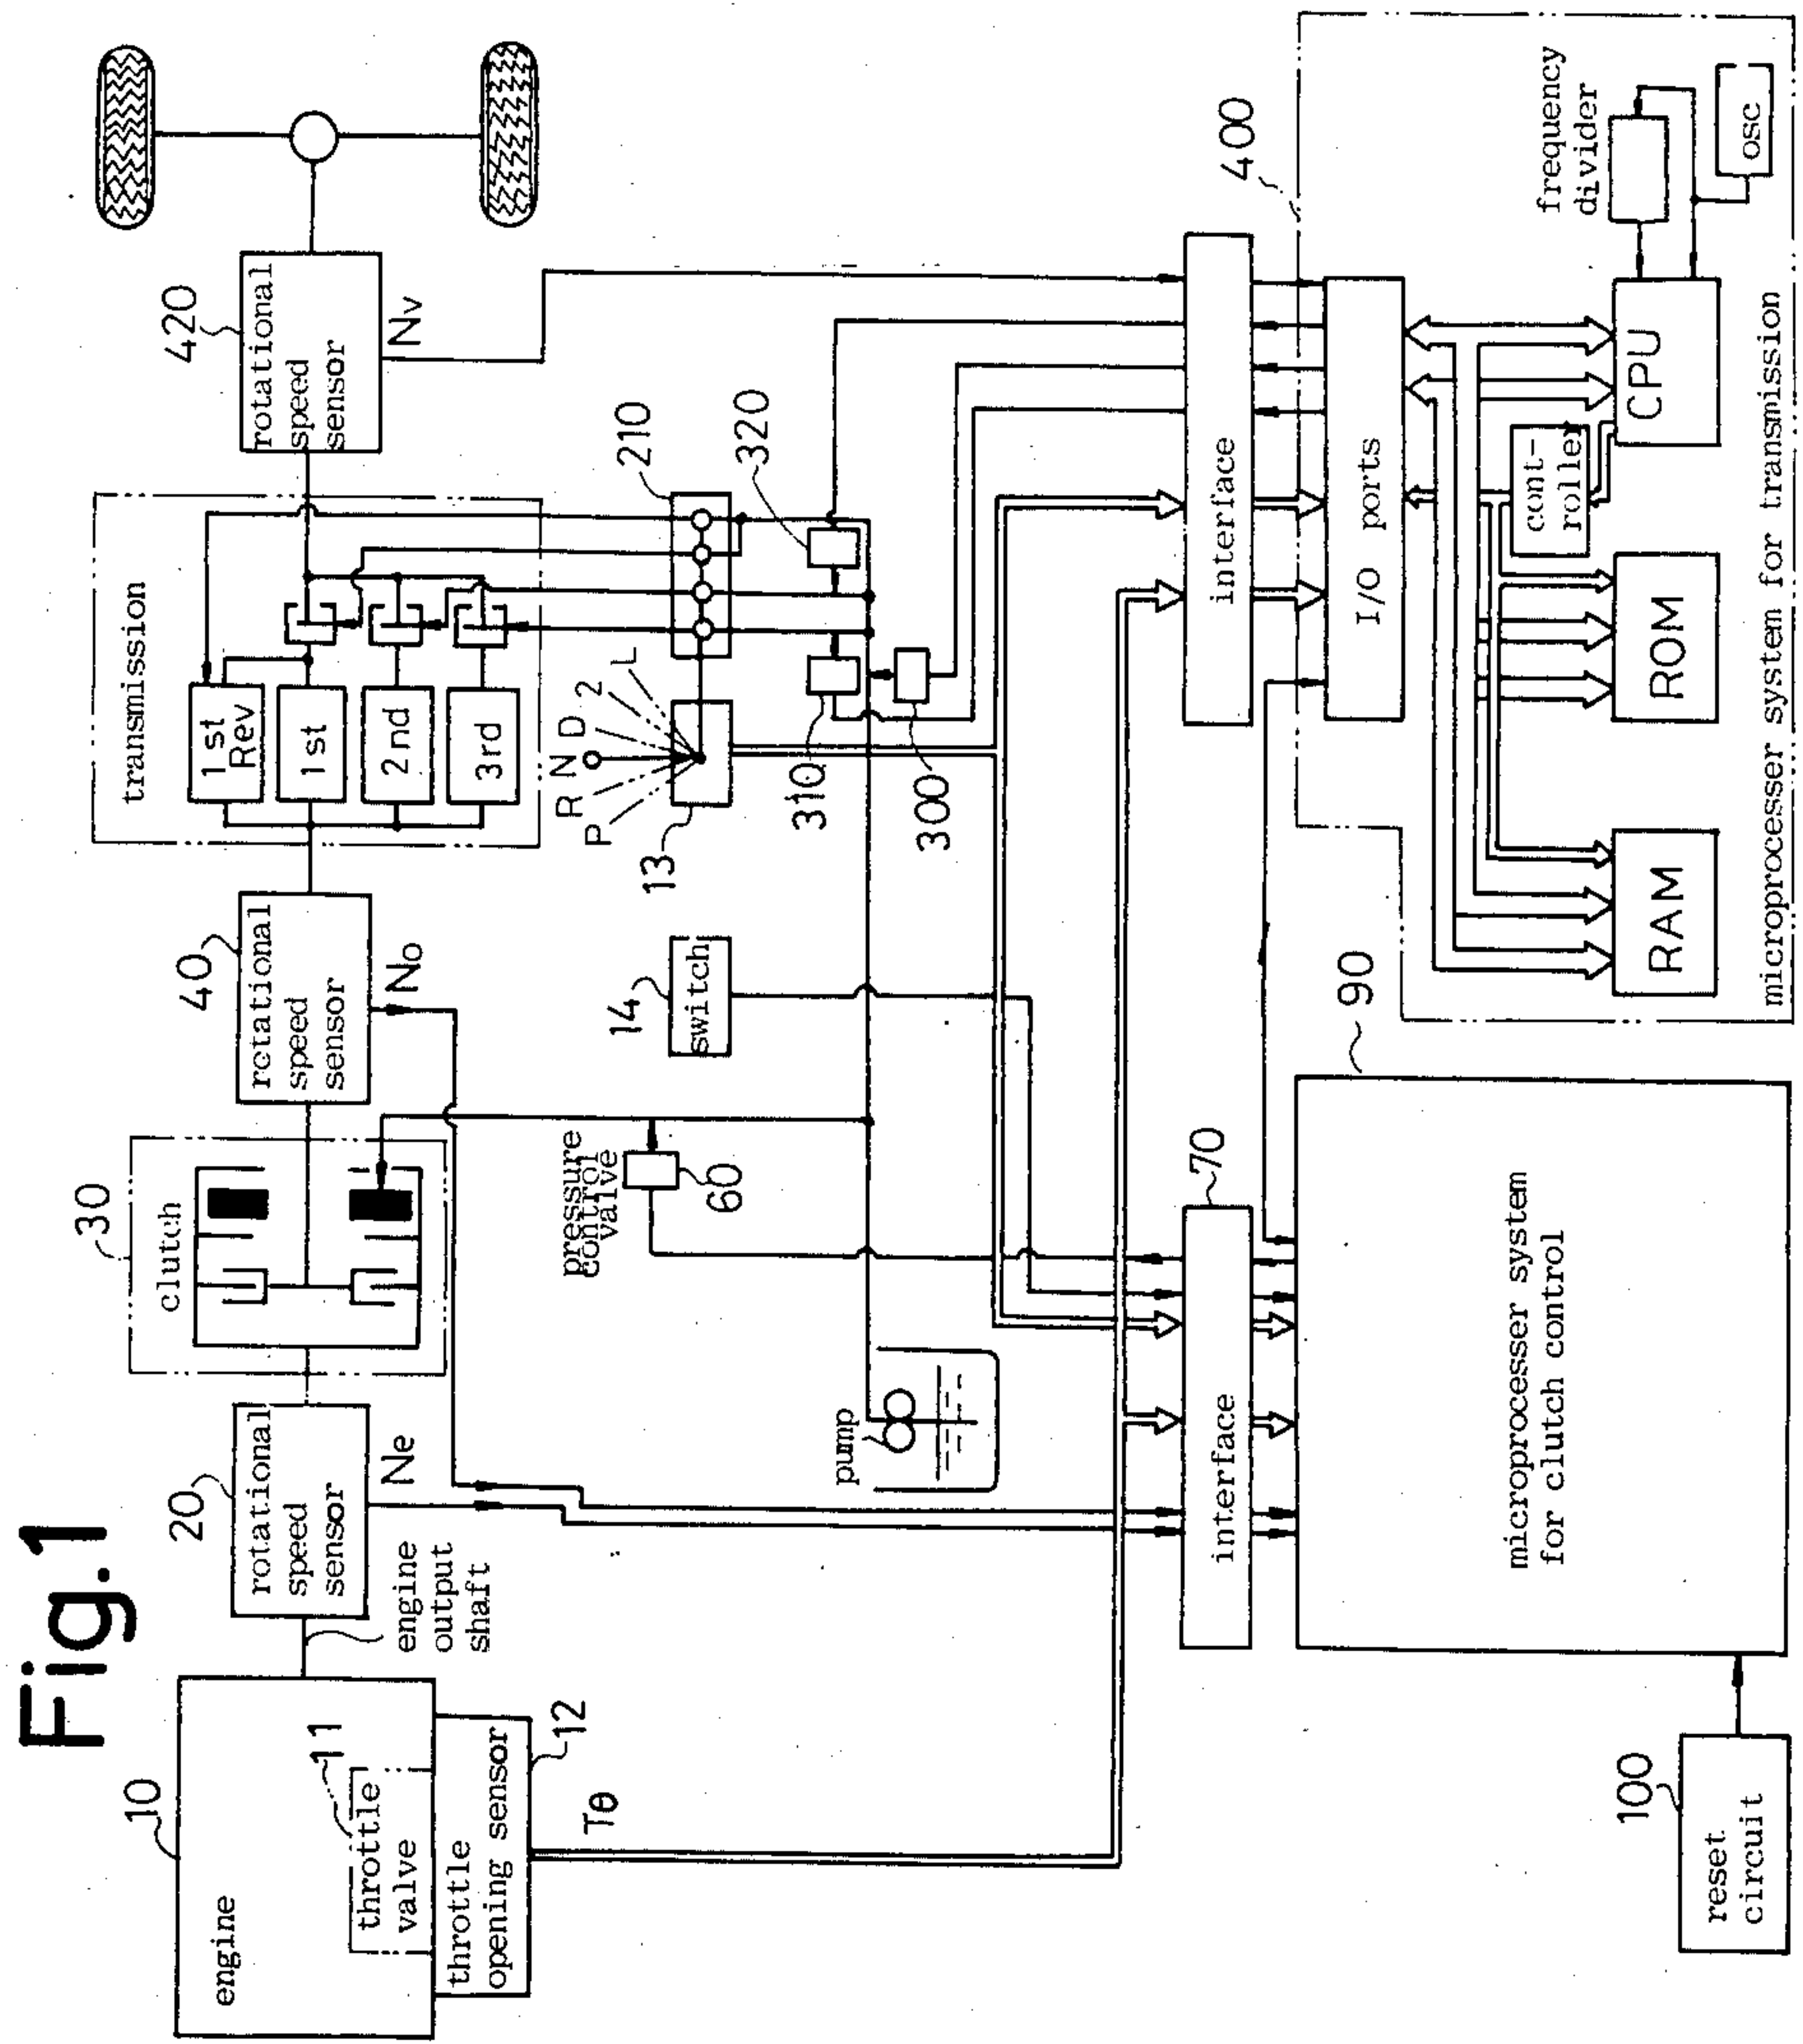 Fig.1
10
engine
11
throttle
valve
throttle
opening sensor
12
Tθ
engine
output
shaft
20
rotational
speed
sensor
Ne
30
clutch
40
rotational
speed
sensor
No
transmission
1st
Rev
1st
2nd
3rd
420
rotational
speed
sensor
Nv
pressure
control
valve
60
14
switch
13
P
R
N
D
2
L
210
310
320
300
pump
70
interface
interface
90
microprocesser system
for clutch control
100
reset
circuit
400
I/O ports
cont-
roller
CPU
ROM
RAM
frequency
divider
osc
microprocesser system for transmission